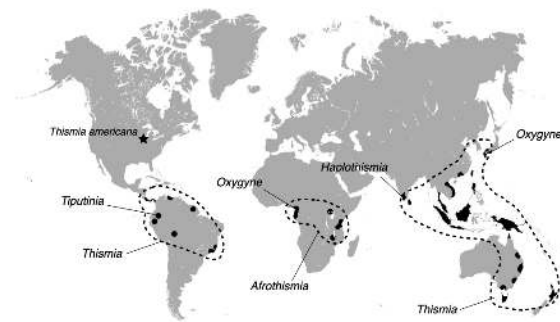 Thismia americana
Oxygyne
Haplothismia
Oxygyne
Tiputinia
Thismia
Afrothismia
Thismia